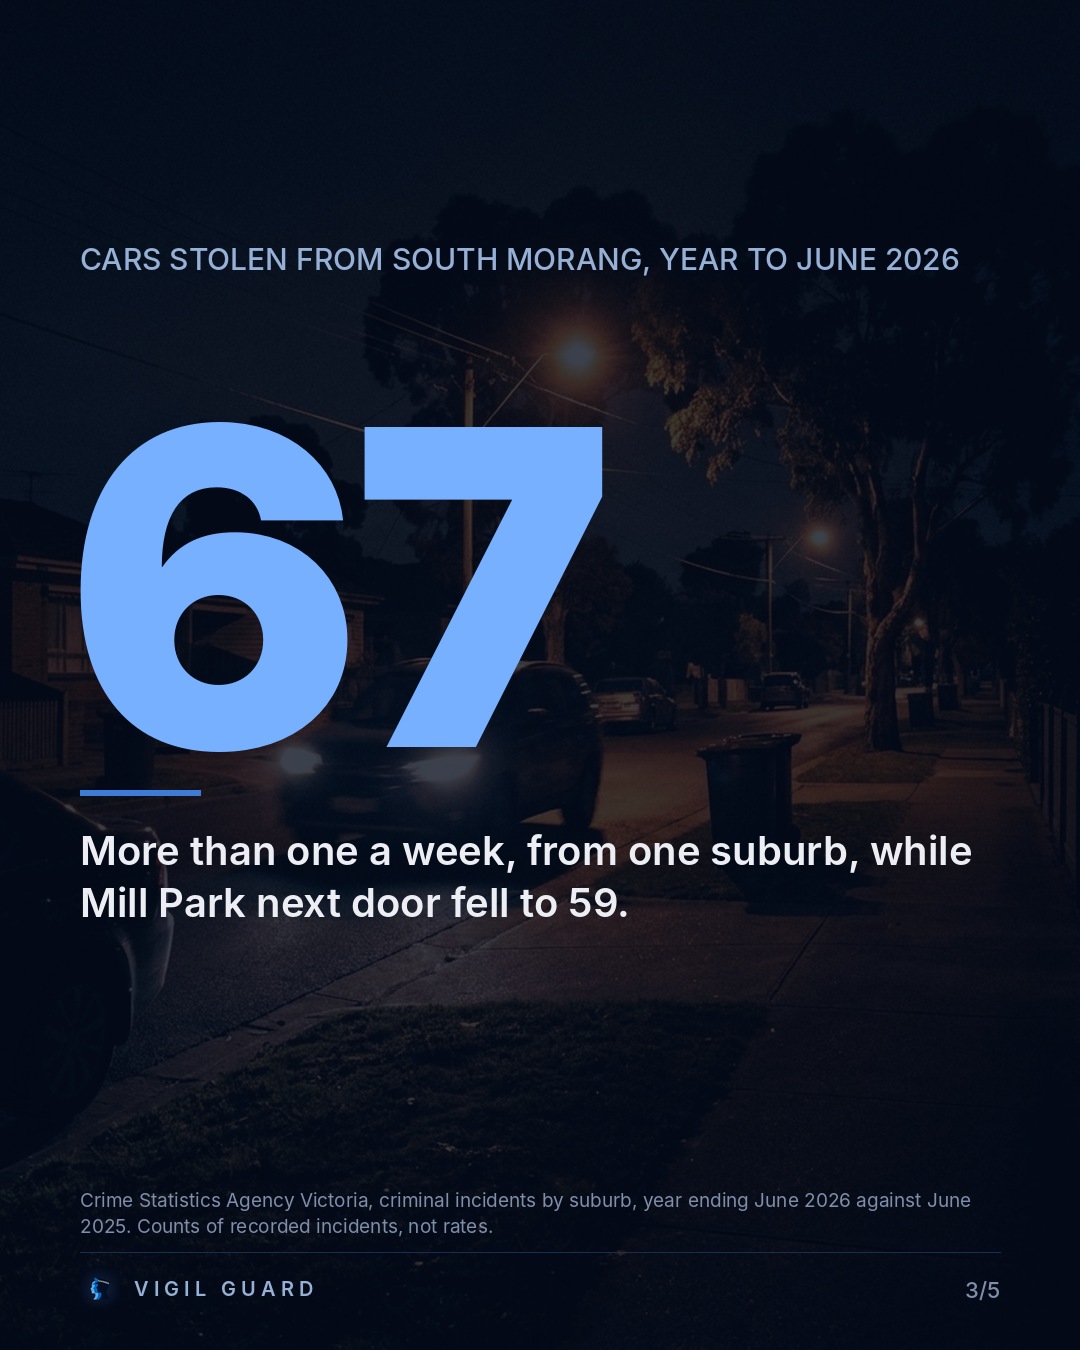 CARS STOLEN FROM SOUTH MORANG, YEAR TO JUNE 2026
67
More than one a week, from one suburb, while
Mill Park next door fell to 59.
Crime Statistics Agency Victoria, criminal incidents by suburb, year ending June 2026 against June
2025. Counts of recorded incidents, not rates.
VIGIL GUARD
3/5